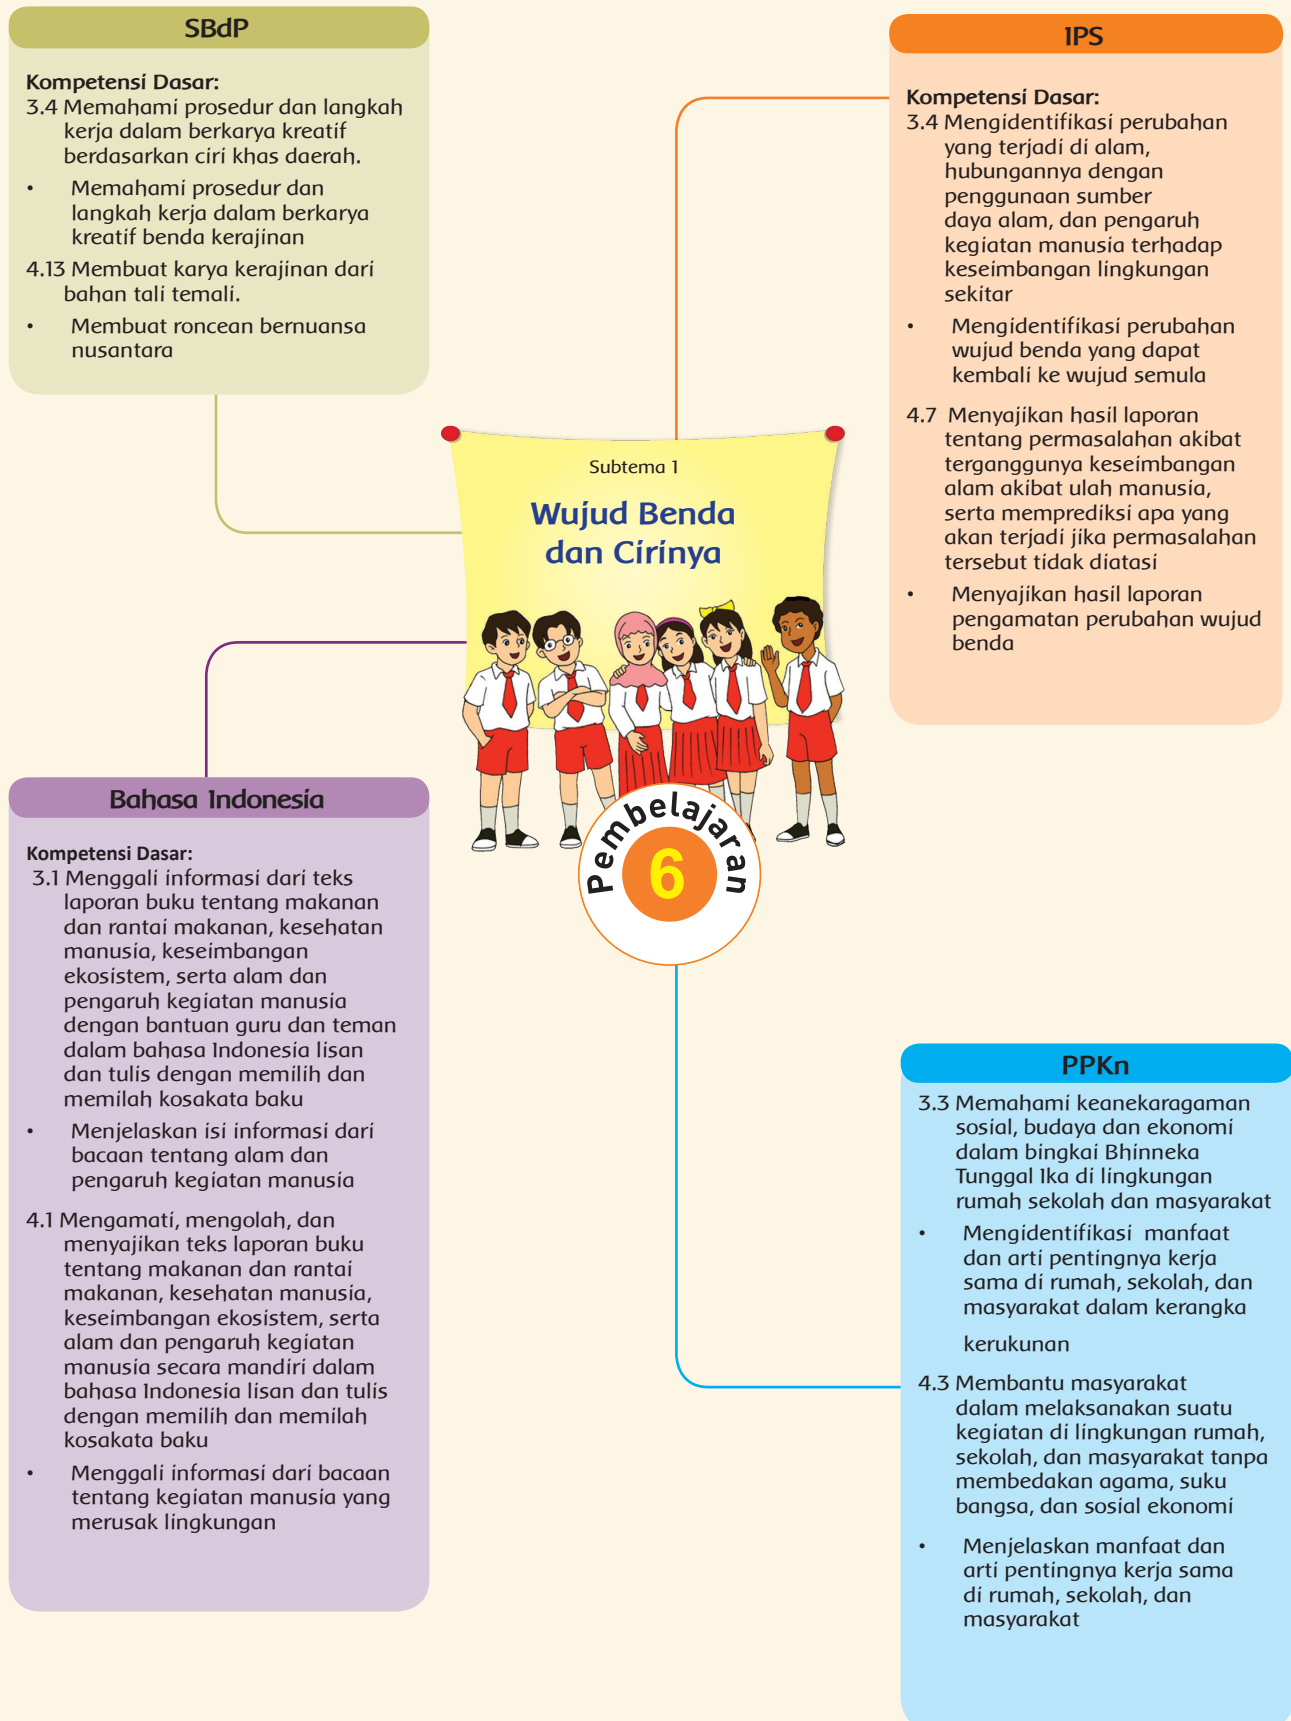 SBdP
Kompetensi Dasar:
3.4 Memahami prosedur dan langkah
kerja dalam berkarya kreatif
berdasarkan ciri khas daerah.
• Memahami prosedur dan
langkah kerja dalam berkarya
kreatif benda kerajinan
4.13 Membuat karya kerajinan dari
bahan tali temali.
• Membuat roncean bernuansa
nusantara
IPS
Kompetensi Dasar:
3.4 Mengidentifikasi perubahan
yang terjadi di alam,
hubungannya dengan
penggunaan sumber
daya alam, dan pengaruh
kegiatan manusia terhadap
keseimbangan lingkungan
sekitar
• Mengidentifikasi perubahan
wujud benda yang dapat
kembali ke wujud semula
4.7 Menyajikan hasil laporan
tentang permasalahan akibat
terganggunya keseimbangan
alam akibat ulah manusia,
serta memprediksi apa yang
akan terjadi jika permasalahan
tersebut tidak diatasi
• Menyajikan hasil laporan
pengamatan perubahan wujud
benda
Subtema 1
Wujud Benda
dan Cirinya
Pembelajaran
6
Bahasa Indonesia
Kompetensi Dasar:
3.1 Menggali informasi dari teks
laporan buku tentang makanan
dan rantai makanan, kesehatan
manusia, keseimbangan
ekosistem, serta alam dan
pengaruh kegiatan manusia
dengan bantuan guru dan teman
dalam bahasa Indonesia lisan
dan tulis dengan memilih dan
memilah kosakata baku
• Menjelaskan isi informasi dari
bacaan tentang alam dan
pengaruh kegiatan manusia
4.1 Mengamati, mengolah, dan
menyajikan teks laporan buku
tentang makanan dan rantai
makanan, kesehatan manusia,
keseimbangan ekosistem, serta
alam dan pengaruh kegiatan
manusia secara mandiri dalam
bahasa Indonesia lisan dan tulis
dengan memilih dan memilah
kosakata baku
• Menggali informasi dari bacaan
tentang kegiatan manusia yang
merusak lingkungan
PPKn
3.3 Memahami keanekaragaman
sosial, budaya dan ekonomi
dalam bingkai Bhinneka
Tunggal Ika di lingkungan
rumah sekolah dan masyarakat
• Mengidentifikasi manfaat
dan arti pentingnya kerja
sama di rumah, sekolah, dan
masyarakat dalam kerangka
kerukunan
4.3 Membantu masyarakat
dalam melaksanakan suatu
kegiatan di lingkungan rumah,
sekolah, dan masyarakat tanpa
membedakan agama, suku
bangsa, dan sosial ekonomi
• Menjelaskan manfaat dan
arti pentingnya kerja sama
di rumah, sekolah, dan
masyarakat